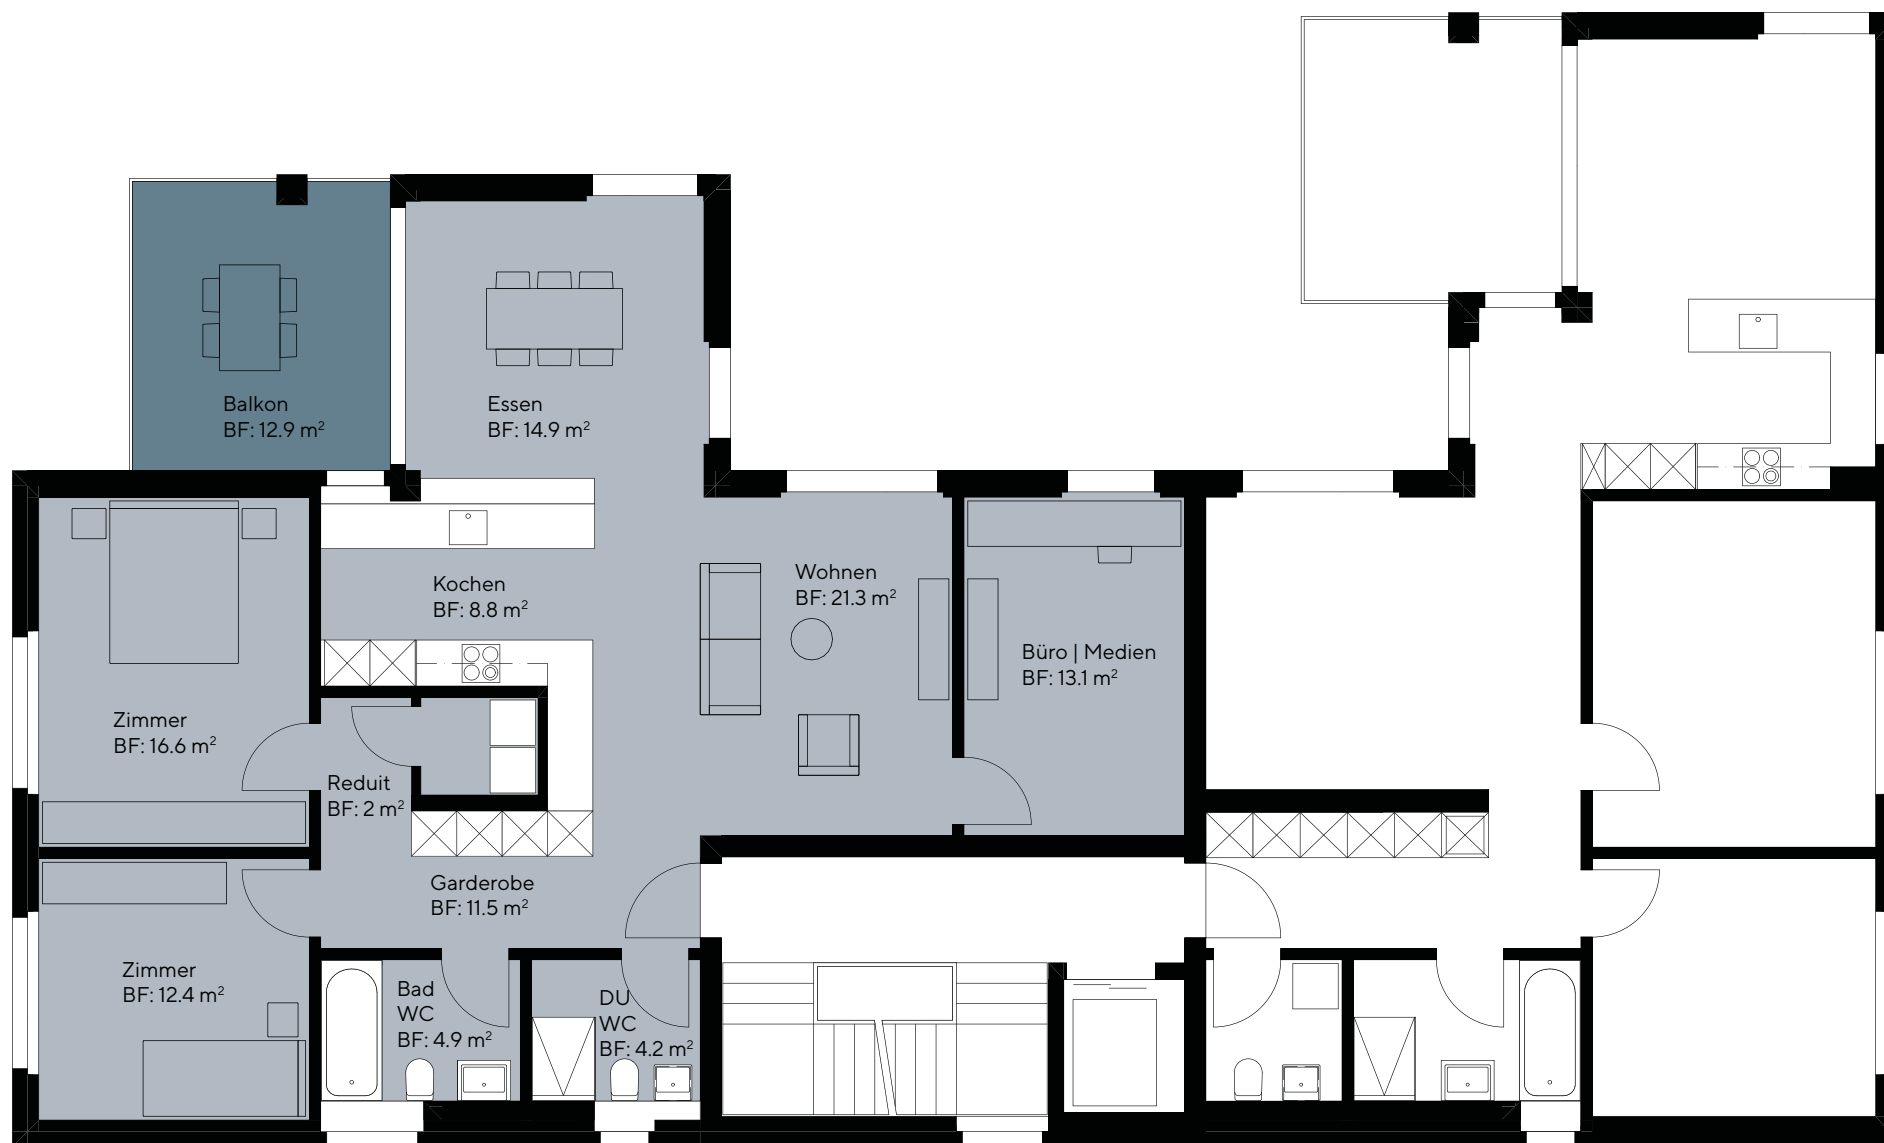 Balkon
BF: 12.9 m²
Essen
BF: 14.9 m²
Kochen
BF: 8.8 m²
Wohnen
BF: 21.3 m²
Büro | Medien
BF: 13.1 m²
Zimmer
BF: 16.6 m²
Reduit
BF: 2 m²
Garderobe
BF: 11.5 m²
Zimmer
BF: 12.4 m²
Bad
WC
BF: 4.9 m²
DU
WC
BF: 4.2 m²